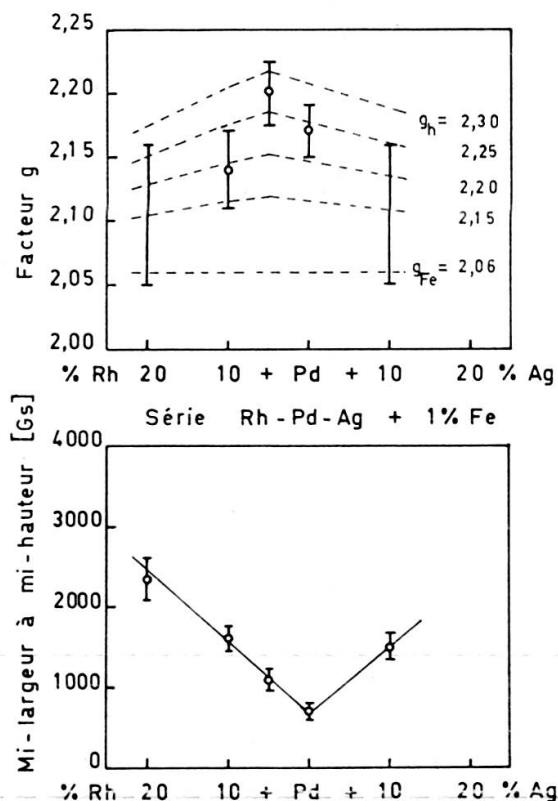 Facteur g
2,25
2,20
2,15
2,10
2,05
2,00
gh = 2,30
2,25
2,20
2,15
gFe = 2,06
% Rh 20 10 + Pd + 10 20 % Ag
Série Rh-Pd-Ag + 1% Fe
Mi-largeur à mi-hauteur [Gs]
4000
3000
2000
1000
0
% Rh 20 10 + Pd + 10 20 % Ag